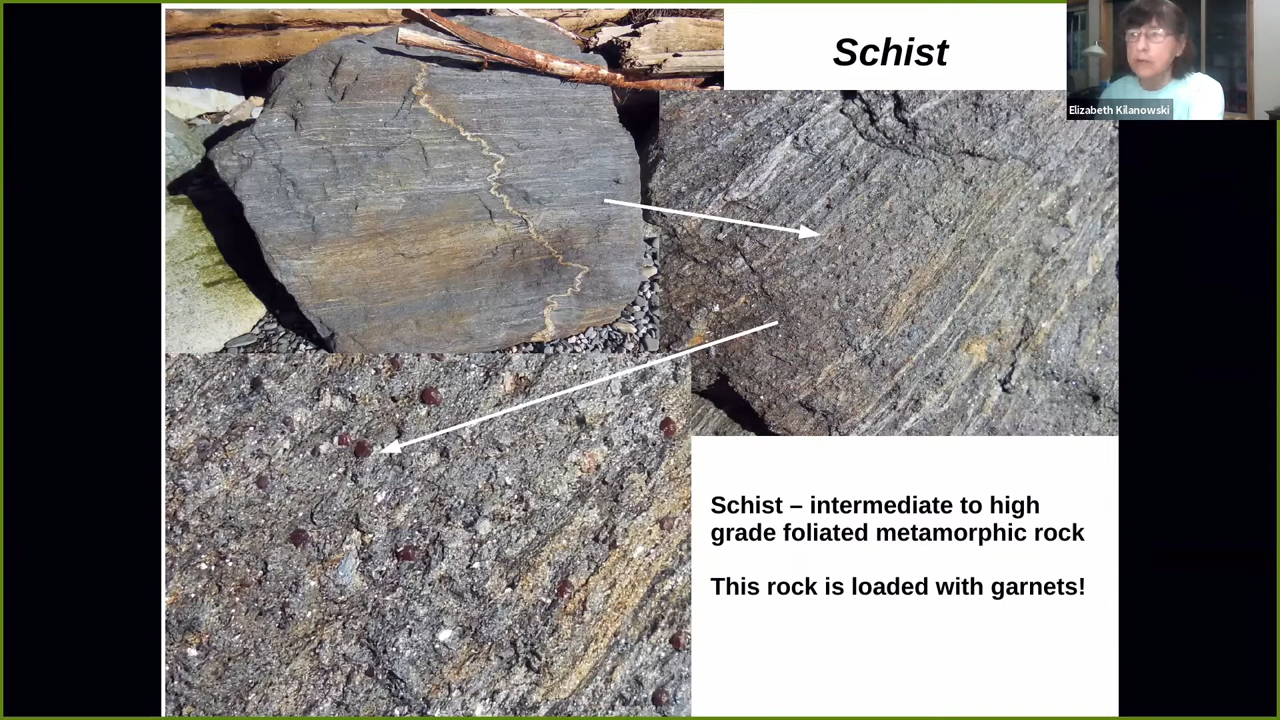 Schist
Elizabeth Kilanowski
Schist – intermediate to high
grade foliated metamorphic rock
This rock is loaded with garnets!